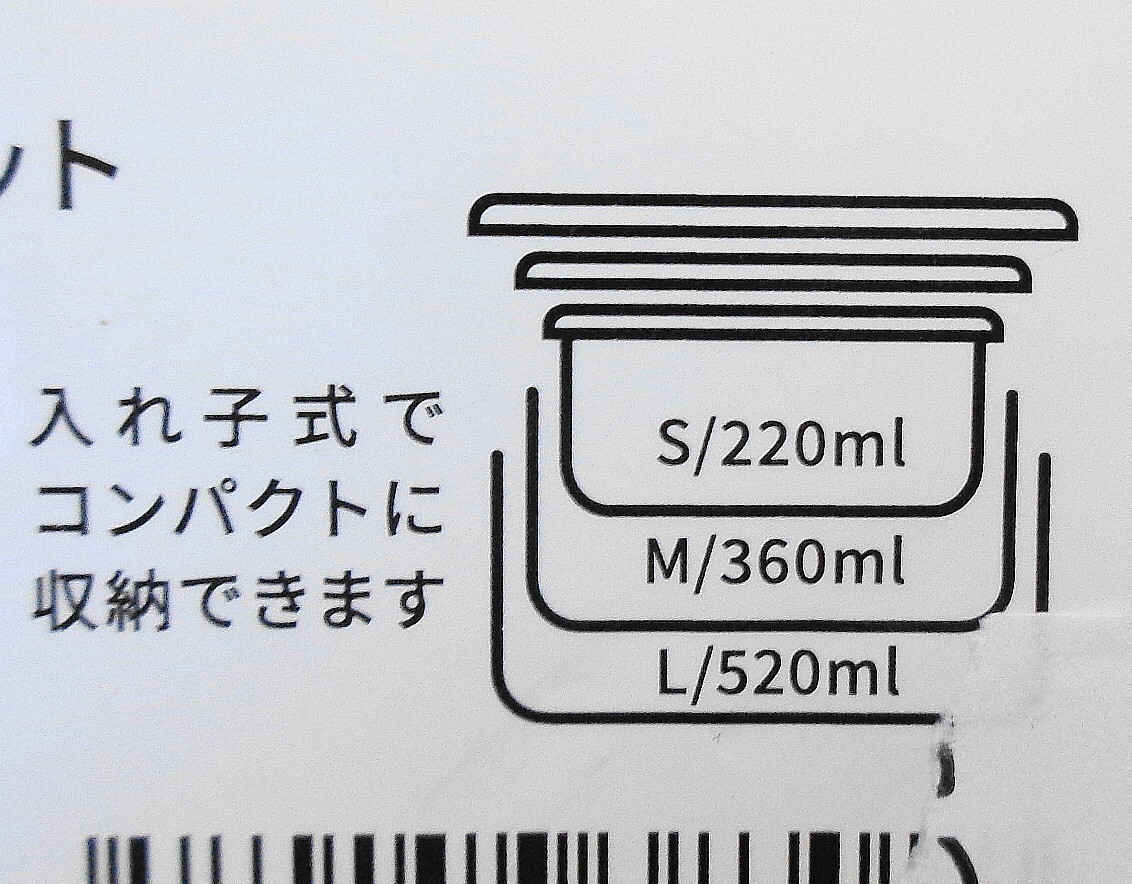 ット
入れ子式で
コンパクトに
収納できます
S/220ml
M/360ml
L/520ml